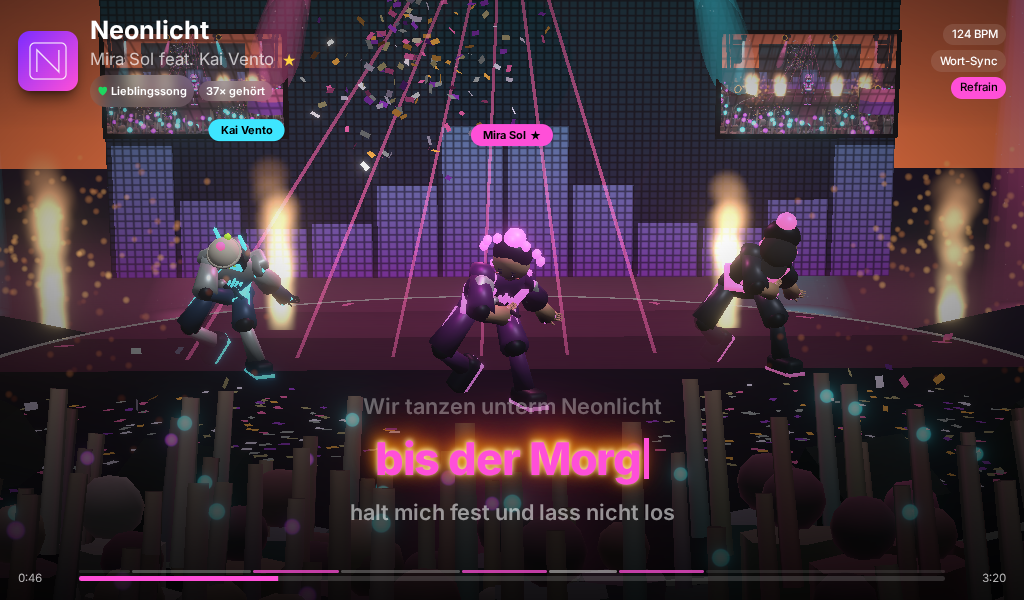 Neonlicht
Mira Sol feat. Kai Vento ★
Lieblingssong
37× gehört
124 BPM
Wort-Sync
Refrain
Kai Vento
Mira Sol ★
Wir tanzen unterm Neonlicht
bis der Morg
halt mich fest und lass nicht los
0:46
3:20